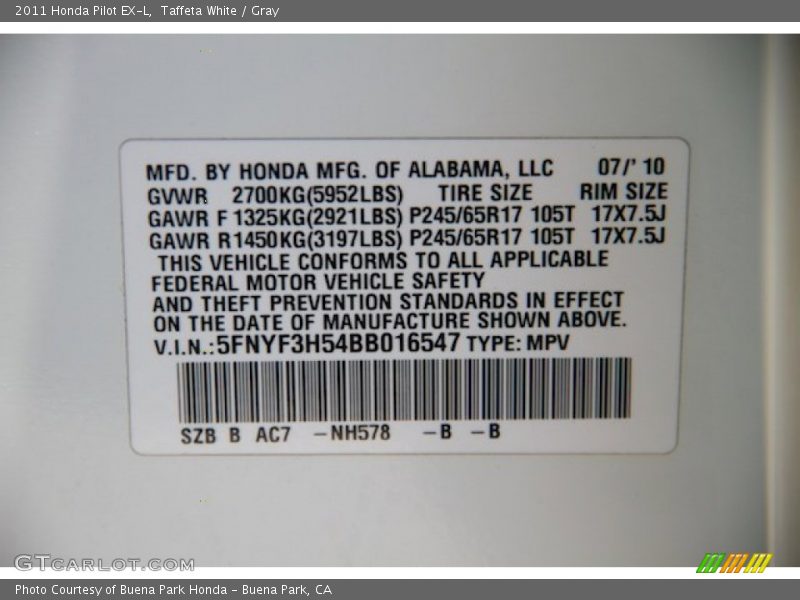 2011 Honda Pilot EX-L, Taffeta White / Gray
MFD. BY HONDA MFG. OF ALABAMA, LLC 07/' 10
GVWR 2700KG(5952LBS) TIRE SIZE RIM SIZE
GAWR F 1325KG(2921LBS) P245/65R17 105T 17X7.5J
GAWR R1450KG(3197LBS) P245/65R17 105T 17X7.5J
THIS VEHICLE CONFORMS TO ALL APPLICABLE
FEDERAL MOTOR VEHICLE SAFETY
AND THEFT PREVENTION STANDARDS IN EFFECT
ON THE DATE OF MANUFACTURE SHOWN ABOVE.
V.I.N.:5FNYF3H54BB016547 TYPE: MPV
SZB B AC7 -NH578 -B -B
GTCARLOT.COM
Photo Courtesy of Buena Park Honda - Buena Park, CA